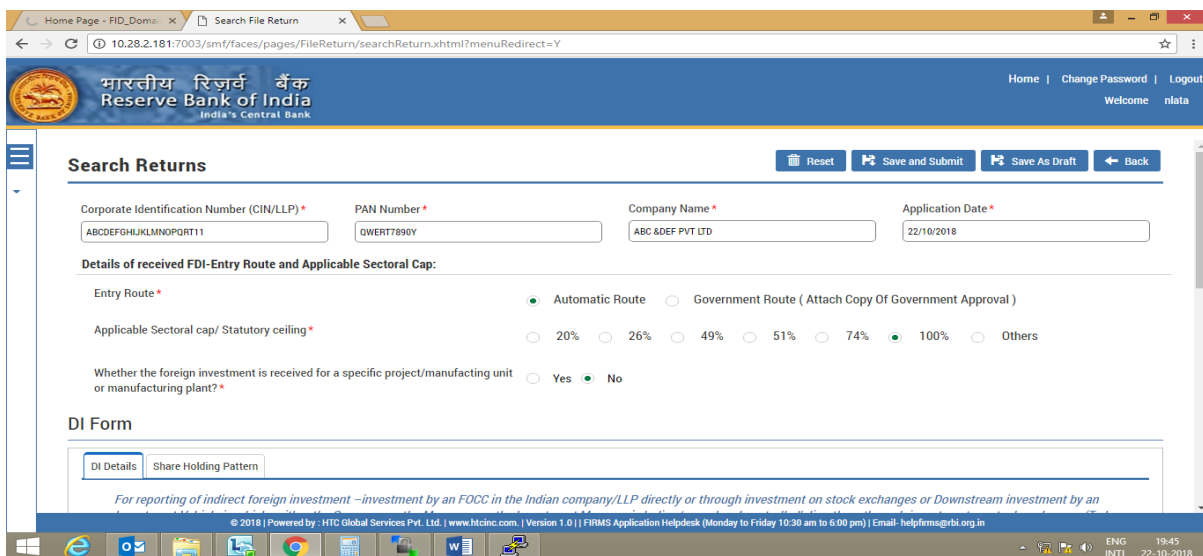 Home Page - FID_Domai
Search File Return
10.28.2.181:7003/smf/faces/pages/FileReturn/searchReturn.xhtml?menuRedirect=Y
भारतीय रिज़र्व बैंक
Reserve Bank of India
India's Central Bank
Home | Change Password | Logout
Welcome nlata
Search Returns
Reset Save and Submit Save As Draft Back
Corporate Identification Number (CIN/LLP) * PAN Number * Company Name * Application Date *
ABCDEFGHIJKLMNOPQRT11 QWERT7890Y ABC &DEF PVT LTD 22/10/2018
Details of received FDI-Entry Route and Applicable Sectoral Cap:
Entry Route * Automatic Route Government Route ( Attach Copy Of Government Approval )
Applicable Sectoral cap/ Statutory ceiling * 20% 26% 49% 51% 74% 100% Others
Whether the foreign investment is received for a specific project/manufacting unit
or manufacturing plant? * Yes No
DI Form
DI Details Share Holding Pattern
For reporting of indirect foreign investment –investment by an FOCC in the Indian company/LLP directly or through investment on stock exchanges or Downstream investment by an
© 2018 | Powered by : HTC Global Services Pvt. Ltd. | www.htcinc.com. | Version 1.0 | | FIRMS Application Helpdesk (Monday to Friday 10:30 am to 6:00 pm) | Email- helpfirms@rbi.org.in
ENG 19:45
INTL 22-10-2018